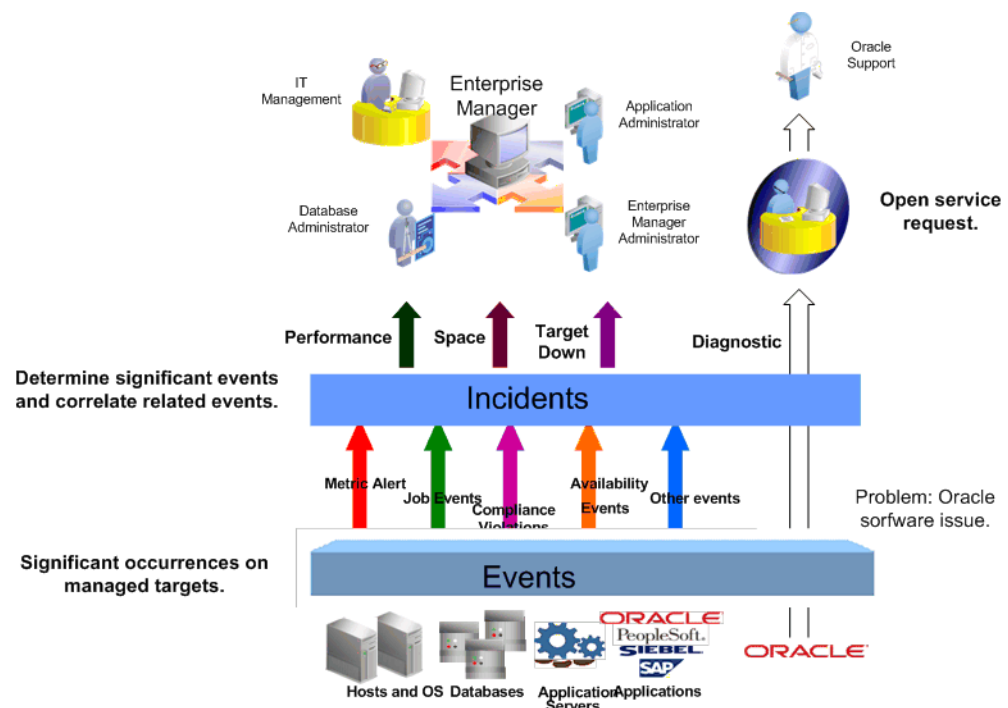 IT
Management
Enterprise
Manager
Application
Administrator
Oracle
Support
Database
Administrator
Enterprise
Manager
Administrator
Open service
request.
Performance
Space
Target
Down
Diagnostic
Determine significant events
and correlate related events.
Incidents
Metric Alert
Job Events
Compliance
Violations
Availability
Events
Other events
Problem: Oracle
sorfware issue.
Significant occurrences on
managed targets.
Events
ORACLE
PeopleSoft®
SIEBEL
SAP
ORACLE®
Hosts and OS
Databases
Application
Servers
Applications